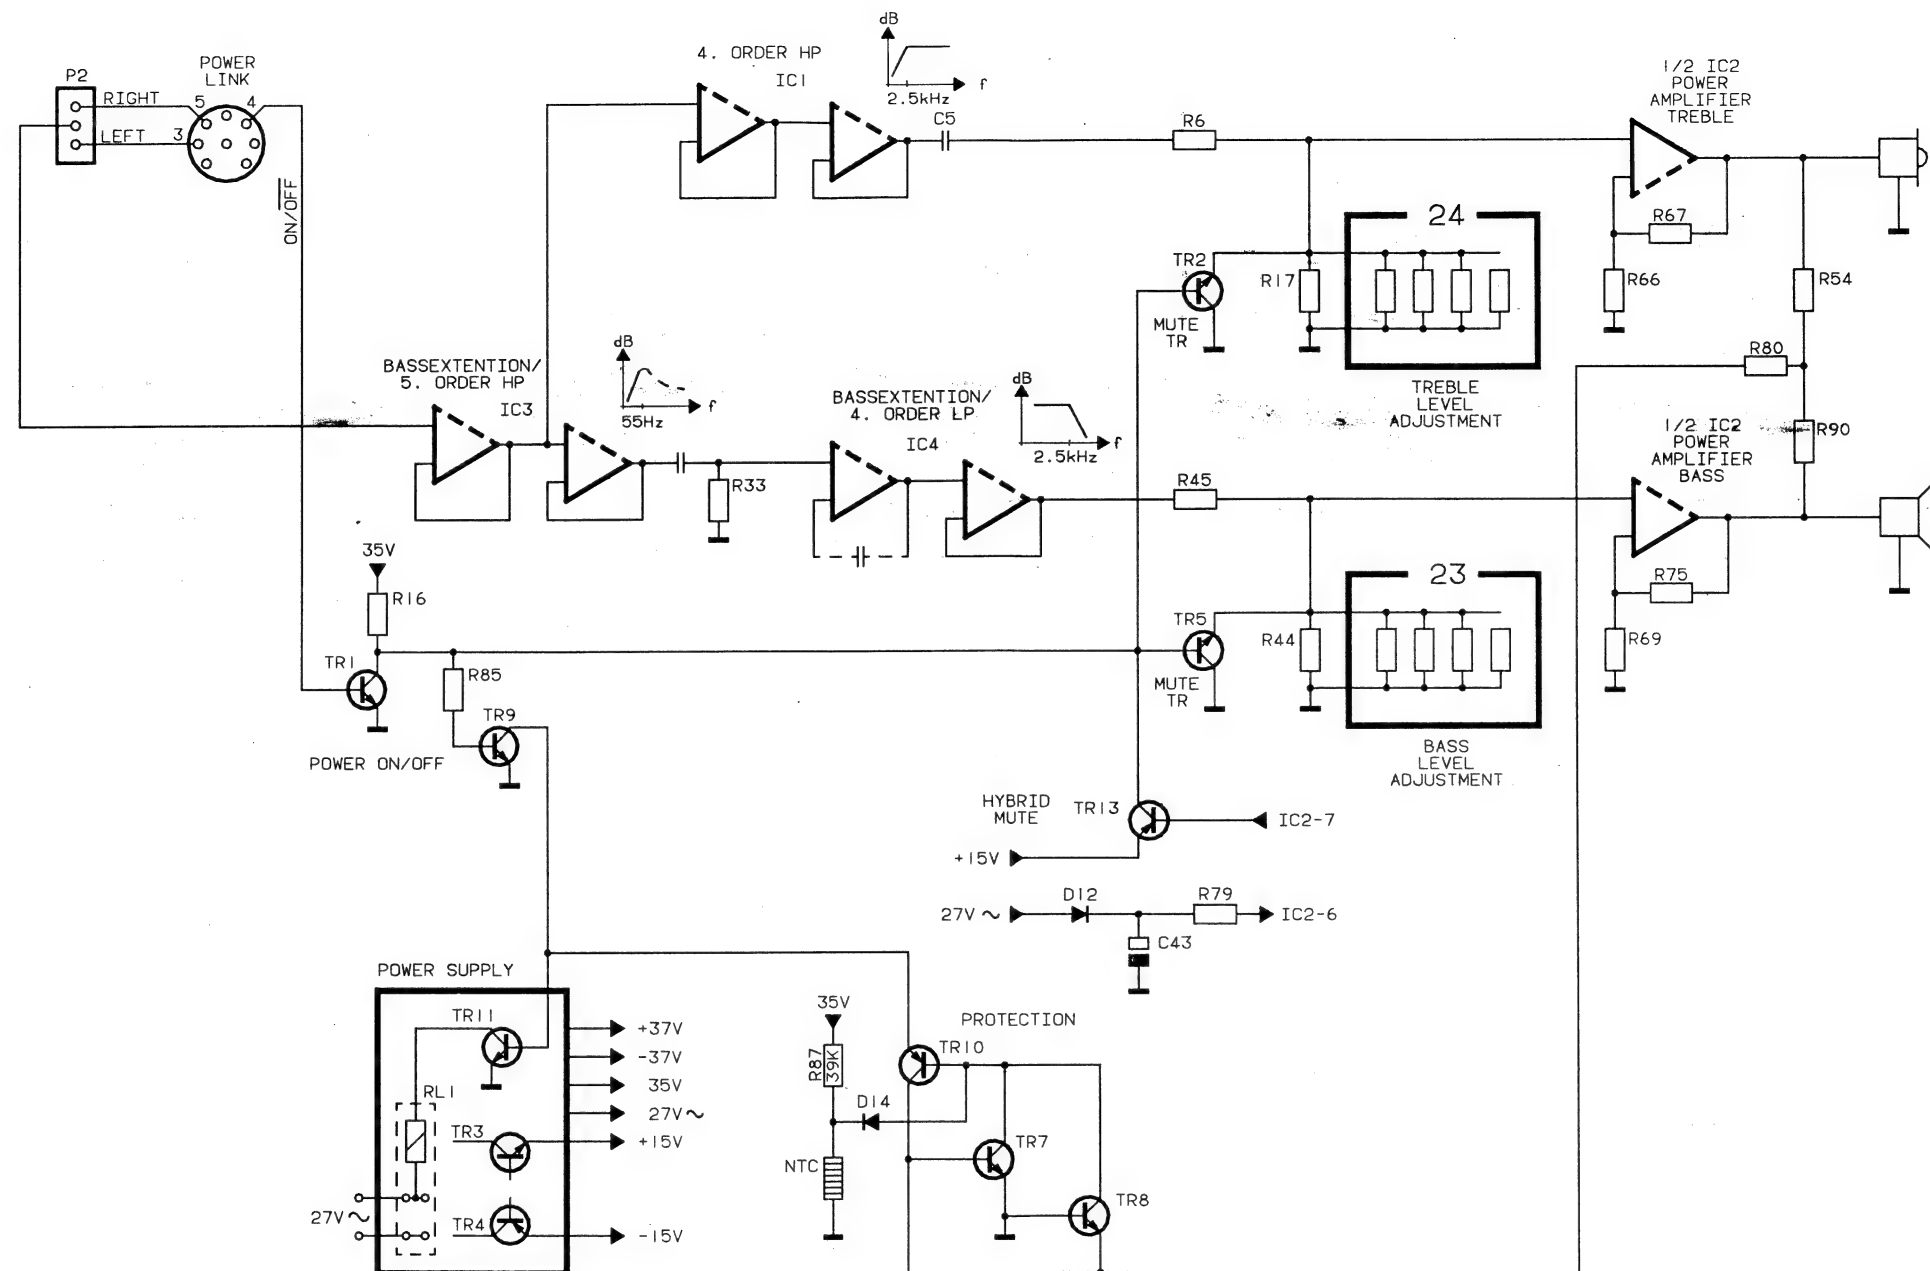 P2
RIGHT
LEFT
POWER
LINK
5
4
3
ON/OFF
4. ORDER HP
IC1
dB
f
2.5kHz
C5
R6
1/2 IC2
POWER
AMPLIFIER
TREBLE
R67
R66
R54
24
TR2
MUTE
TR
R17
TREBLE
LEVEL
ADJUSTMENT
R80
BASSEXTENTION/
5. ORDER HP
IC3
dB
f
55Hz
R33
BASSEXTENTION/
4. ORDER LP
IC4
dB
f
2.5kHz
R45
1/2 IC2
POWER
AMPLIFIER
BASS
R90
R75
R69
23
TR5
MUTE
TR
R44
BASS
LEVEL
ADJUSTMENT
35V
R16
TR1
R85
TR9
POWER ON/OFF
HYBRID
MUTE
TR13
IC2-7
+15V
27V ~
D12
R79
IC2-6
C43
POWER SUPPLY
TR11
RL1
TR3
TR4
27V ~
+37V
-37V
35V
27V ~
+15V
-15V
35V
R87
39K
D14
NTC
PROTECTION
TR10
TR7
TR8